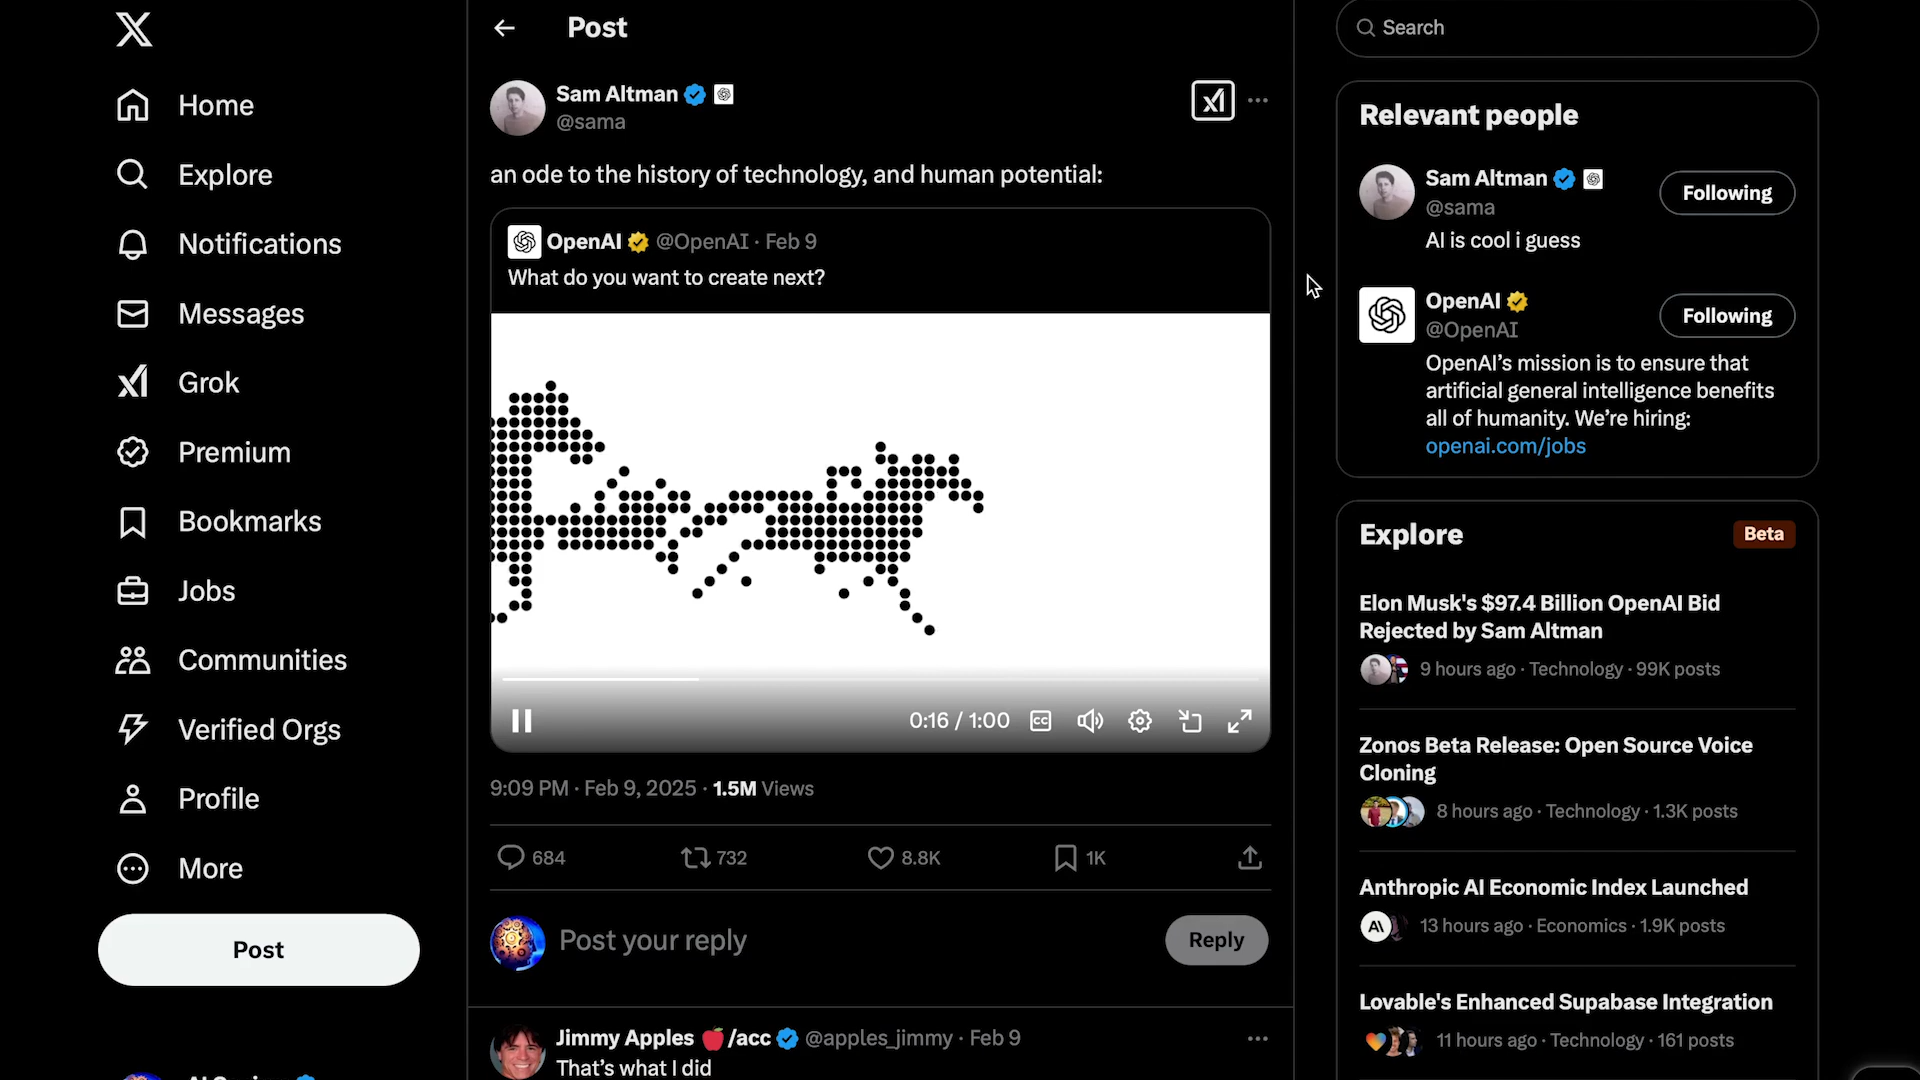 Home
Explore
Notifications
Messages
Grok
Premium
Bookmarks
Jobs
Communities
Verified Orgs
Profile
More
Post
Post
Sam Altman
@sama
an ode to the history of technology, and human potential:
OpenAI @OpenAI · Feb 9
What do you want to create next?
0:16 / 1:00
CC
9:09 PM · Feb 9, 2025 · 1.5M Views
684
732
8.8K
1K
Post your reply
Reply
Jimmy Apples 🍎/acc @apples_jimmy · Feb 9
That's what I did
Search
Relevant people
Sam Altman
@sama
Following
AI is cool i guess
OpenAI
@OpenAI
Following
OpenAI's mission is to ensure that
artificial general intelligence benefits
all of humanity. We're hiring:
openai.com/jobs
Explore
Beta
Elon Musk's $97.4 Billion OpenAI Bid
Rejected by Sam Altman
9 hours ago · Technology · 99K posts
Zonos Beta Release: Open Source Voice
Cloning
8 hours ago · Technology · 1.3K posts
Anthropic AI Economic Index Launched
13 hours ago · Economics · 1.9K posts
Lovable's Enhanced Supabase Integration
11 hours ago · Technology · 161 posts